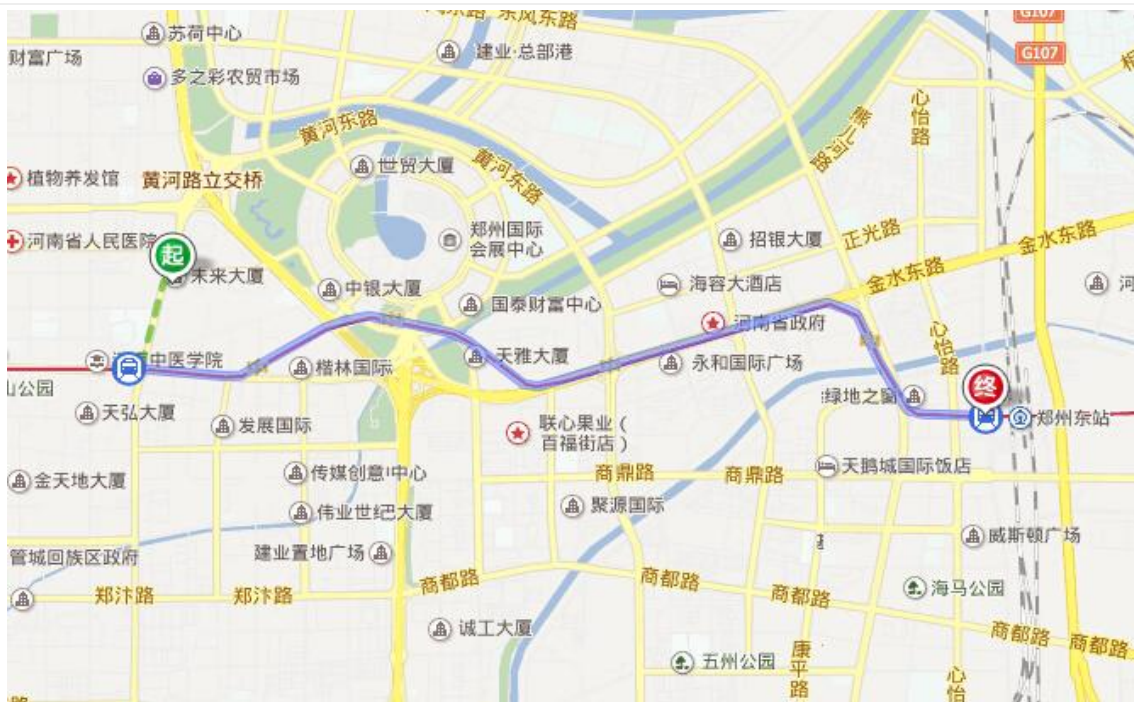 苏荷中心
东风东路
G107
财富广场
建业·总部港
G107
多之彩农贸市场
心怡路
黄河东路
熊儿河路
黄河东路
世贸大厦
植物养发馆
黄河路立交桥
郑州国际
会展中心
招银大厦
正光路
金水东路
河南省人民医院
起
未来大厦
中银大厦
国泰财富中心
海容大酒店
金水东路
河
河南省政府
心怡路
中医学院
楷林国际
天雅大厦
永和国际广场
山公园
终
绿地之窗
天弘大厦
发展国际
联心果业（
百福街店）
郑州东站
金天地大厦
传媒创意中心
商鼎路
商鼎路
天鹅城国际饭店
伟业世纪大厦
聚源国际
威斯顿广场
管城回族区政府
建业置地广场
商都路
商都路
商都路
海马公园
郑汴路
郑汴路
诚工大厦
商都路
商都路
五州公园
康平路
心怡